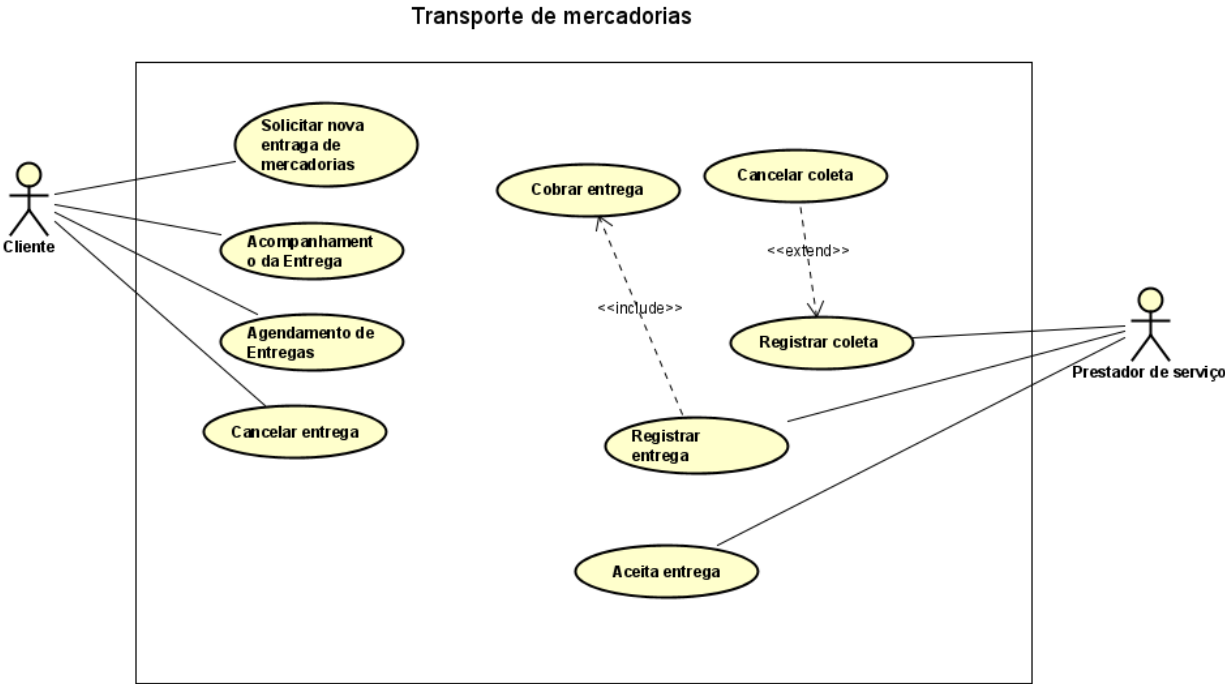 Transporte de mercadorias
Solicitar nova
entraga de
mercadorias
Cliente
Acompanhament
o da Entrega
Agendamento de
Entregas
Cancelar entrega
Cobrar entrega
Cancelar coleta
<<extend>>
<<include>>
Registrar coleta
Prestador de serviço
Registrar
entrega
Aceita entrega